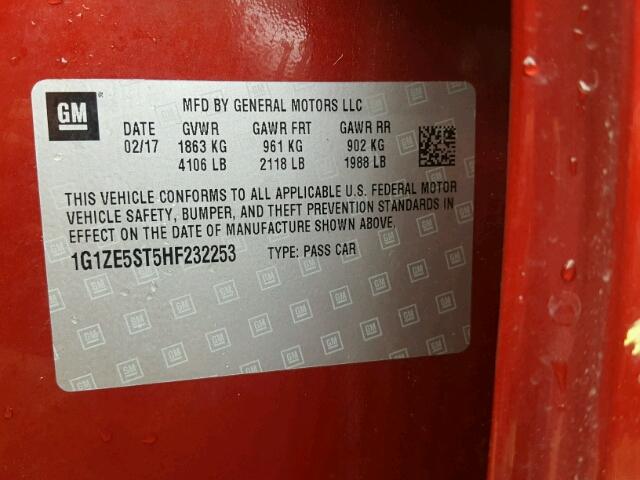 GM ® MFD BY GENERAL MOTORS LLC
DATE GVWR GAWR FRT GAWR RR
02/17 1863 KG 961 KG 902 KG
4106 LB 2118 LB 1988 LB
THIS VEHICLE CONFORMS TO ALL APPLICABLE U.S. FEDERAL MOTOR
VEHICLE SAFETY, BUMPER, AND THEFT PREVENTION STANDARDS IN
EFFECT ON THE DATE OF MANUFACTURE SHOWN ABOVE.
1G1ZE5ST5HF232253 TYPE: PASS CAR